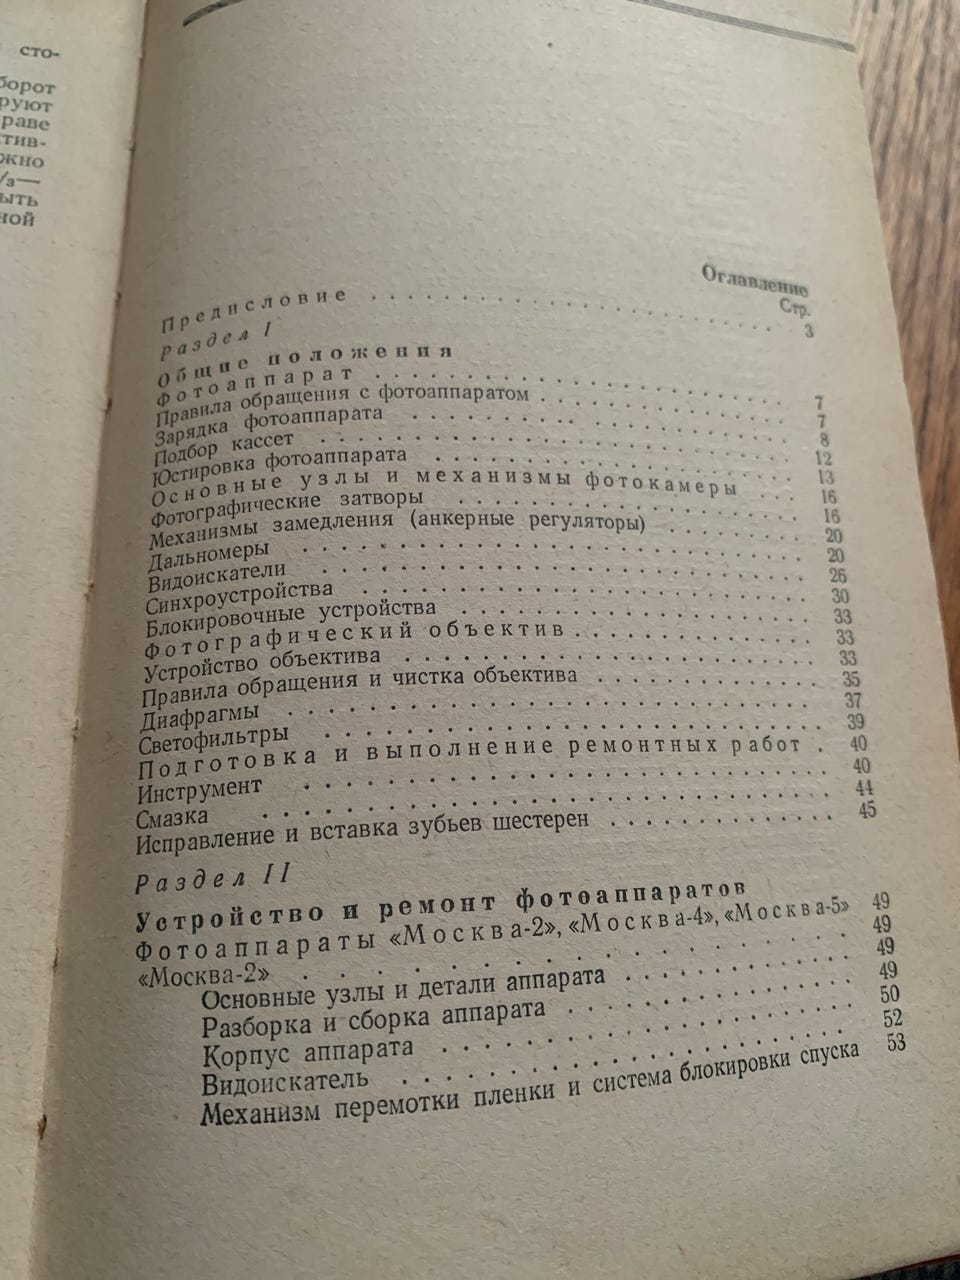 сто-
борот
руют
раве
тив-
жно
/₃—
ыть
ной
Оглавление
Стр.
Предисловие . . . . . . . . . . . . . . . . . . . . 3
Раздел I
Общие положения
Фотоаппарат . . . . . . . . . . . . . . . . . . . . 7
Правила обращения с фотоаппаратом . . . . . . . . . . 7
Зарядка фотоаппарата . . . . . . . . . . . . . . . . 8
Подбор кассет . . . . . . . . . . . . . . . . . . . 12
Юстировка фотоаппарата . . . . . . . . . . . . . . . 13
Основные узлы и механизмы фотокамеры . . . 16
Фотографические затворы . . . . . . . . . . . . . . 16
Механизмы замедления (анкерные регуляторы) . . . . . . 20
Дальномеры . . . . . . . . . . . . . . . . . . . . 20
Видоискатели . . . . . . . . . . . . . . . . . . . 26
Синхроустройства . . . . . . . . . . . . . . . . . 30
Блокировочные устройства . . . . . . . . . . . . . . 33
Фотографический объектив . . . . . . . . . . . . 33
Устройство объектива . . . . . . . . . . . . . . . . 33
Правила обращения и чистка объектива . . . . . . . . . 35
Диафрагмы . . . . . . . . . . . . . . . . . . . . 37
Светофильтры . . . . . . . . . . . . . . . . . . . 39
Подготовка и выполнение ремонтных работ . 40
Инструмент . . . . . . . . . . . . . . . . . . . . 40
Смазка . . . . . . . . . . . . . . . . . . . . . . 44
Исправление и вставка зубьев шестерен . . . . . . . . . 45
Раздел II
Устройство и ремонт фотоаппаратов
Фотоаппараты «Москва-2», «Москва-4», «Москва-5» 49
«Москва-2» . . . . . . . . . . . . . . . . . . . . 49
Основные узлы и детали аппарата . . . . . . . . . 49
Разборка и сборка аппарата . . . . . . . . . . . . 49
Корпус аппарата . . . . . . . . . . . . . . . . . 50
Видоискатель . . . . . . . . . . . . . . . . . . 52
Механизм перемотки пленки и система блокировки спуска 53